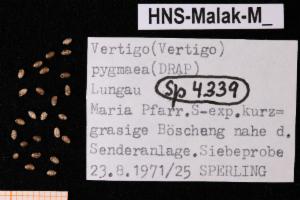 HNS-Malak-M_
Vertigo(Vertigo)
pygmaea(DRAP)
Lungau Sp 4339
Maria Pfarr.S-exp.kurz=
grasige Böscheng nahe d.
Senderanlage.Siebeprobe
23.8.1971/25 SPERLING